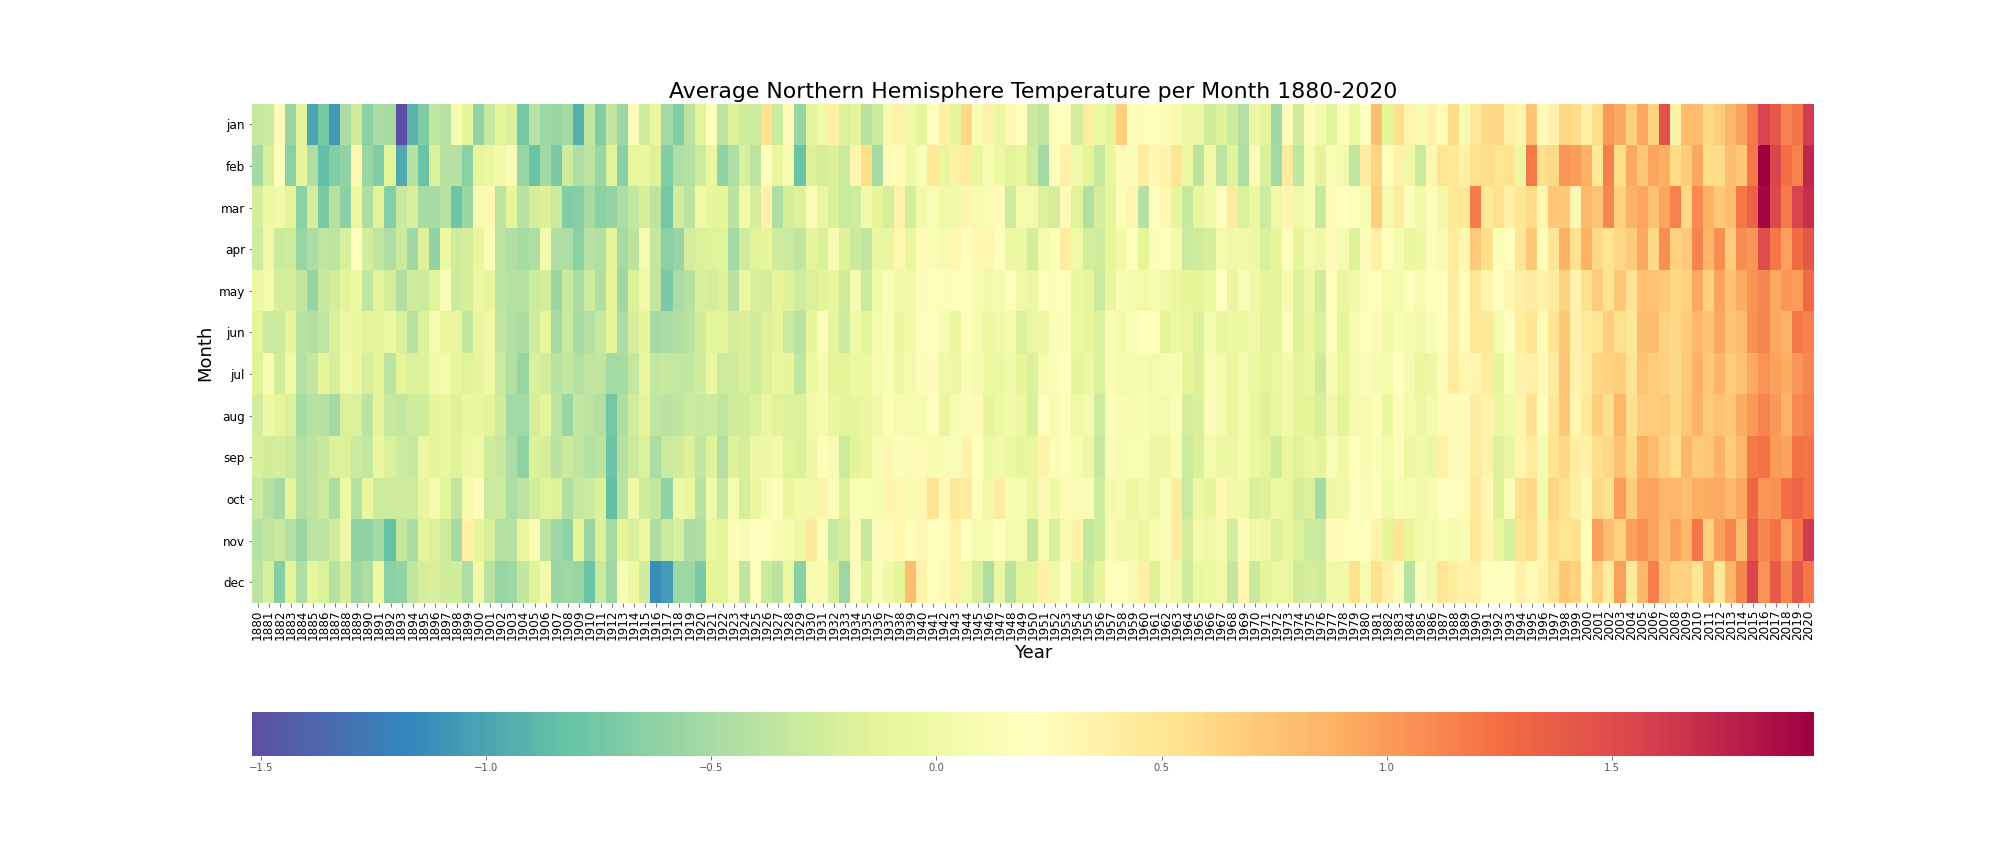 Average Northern Hemisphere Temperature per Month 1880-2020
Month
jan
feb
mar
apr
may
jun
jul
aug
sep
oct
nov
dec
1880 1881 1882 1883 1884 1885 1886 1887 1888 1889 1890 1891 1892 1893 1894 1895 1896 1897 1898 1899 1900 1901 1902 1903 1904 1905 1906 1907 1908 1909 1910 1911 1912 1913 1914 1915 1916 1917 1918 1919 1920 1921 1922 1923 1924 1925 1926 1927 1928 1929 1930 1931 1932 1933 1934 1935 1936 1937 1938 1939 1940 1941 1942 1943 1944 1945 1946 1947 1948 1949 1950 1951 1952 1953 1954 1955 1956 1957 1958 1959 1960 1961 1962 1963 1964 1965 1966 1967 1968 1969 1970 1971 1972 1973 1974 1975 1976 1977 1978 1979 1980 1981 1982 1983 1984 1985 1986 1987 1988 1989 1990 1991 1992 1993 1994 1995 1996 1997 1998 1999 2000 2001 2002 2003 2004 2005 2006 2007 2008 2009 2010 2011 2012 2013 2014 2015 2016 2017 2018 2019 2020
Year
−1.5 −1.0 −0.5 0.0 0.5 1.0 1.5